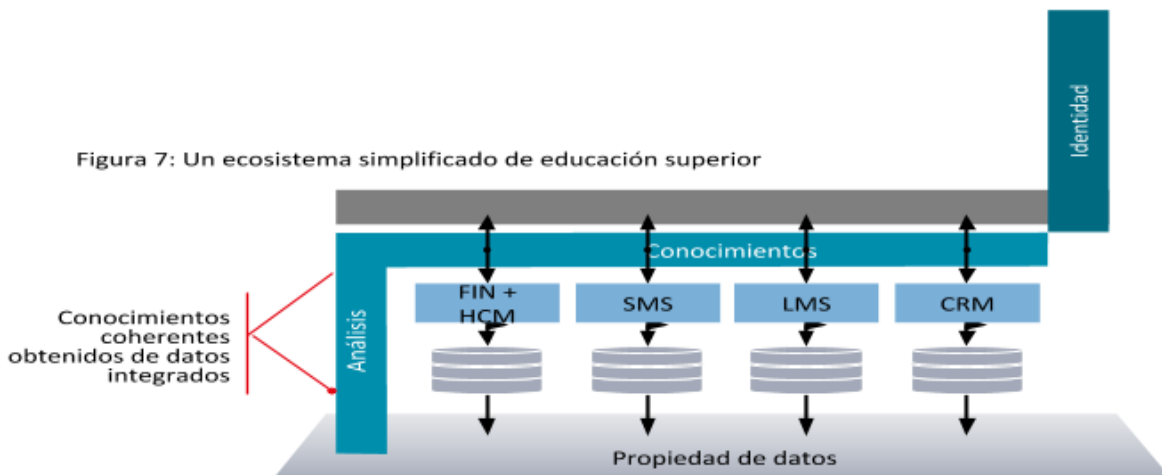 Identidad
Figura 7: Un ecosistema simplificado de educación superior
Conocimientos
FIN +
HCM
SMS
LMS
CRM
Análisis
Conocimientos
coherentes
obtenidos de datos
integrados
Propiedad de datos